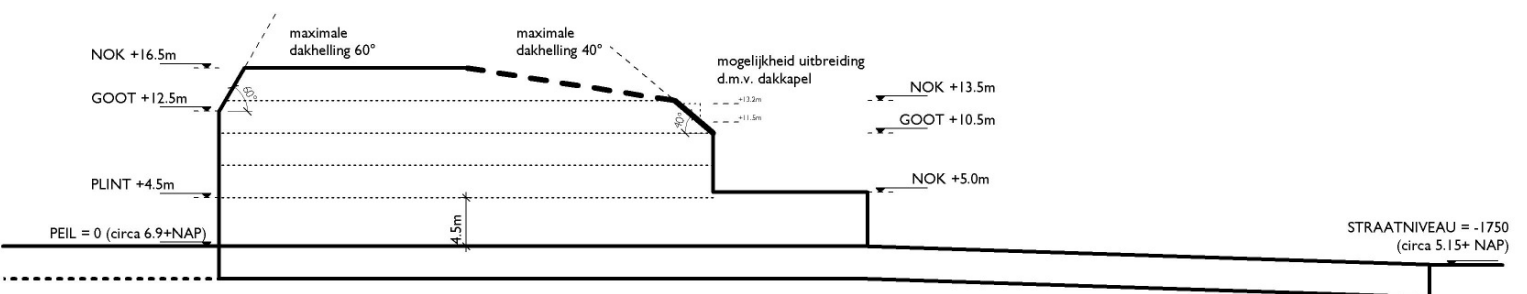 maximale
dakhelling 60°
maximale
dakhelling 40°
NOK +16.5m
mogelijkheid uitbreiding
d.m.v. dakkapel
GOOT +12.5m
60°
+13.2m
NOK +13.5m
40°
+11.5m
GOOT +10.5m
PLINT +4.5m
NOK +5.0m
4.5m
PEIL = 0 (circa 6.9+NAP)
STRAATNIVEAU = -1750
(circa 5.15+ NAP)